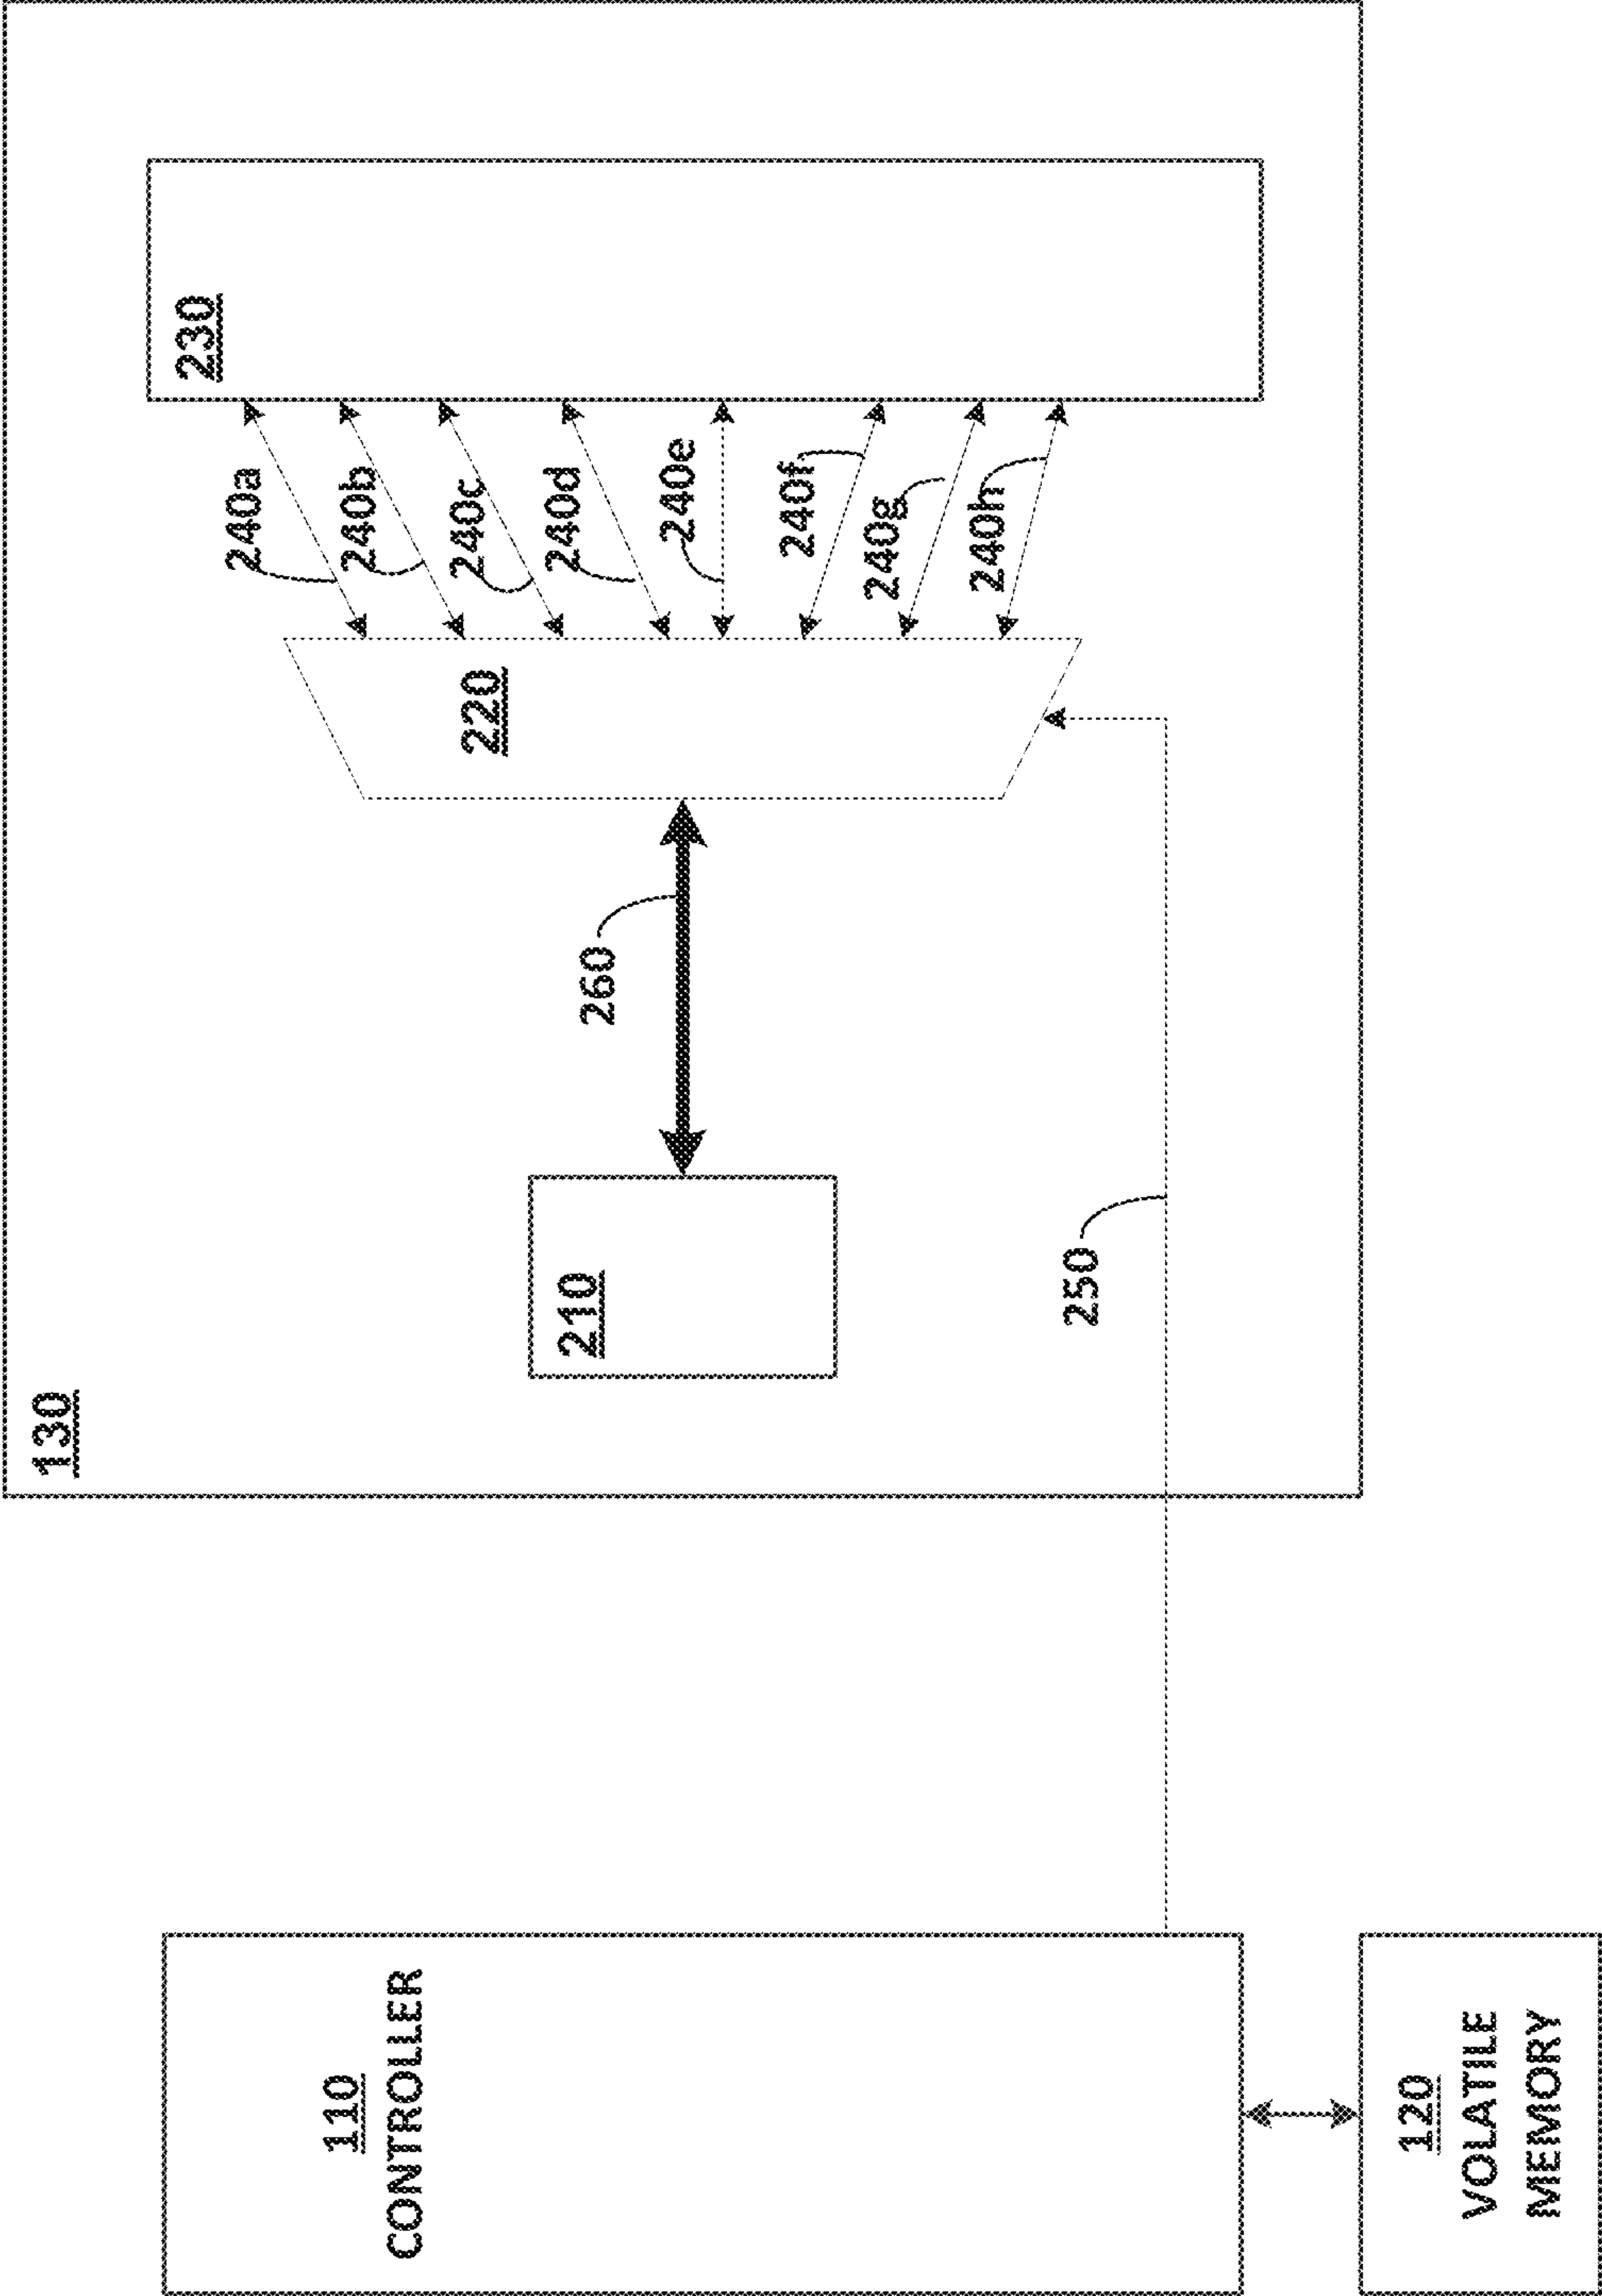 130
230
240a
240b
240c
240d
240e
240f
240g
240h
220
260
210
250
110
CONTROLLER
120
VOLATILE
MEMORY